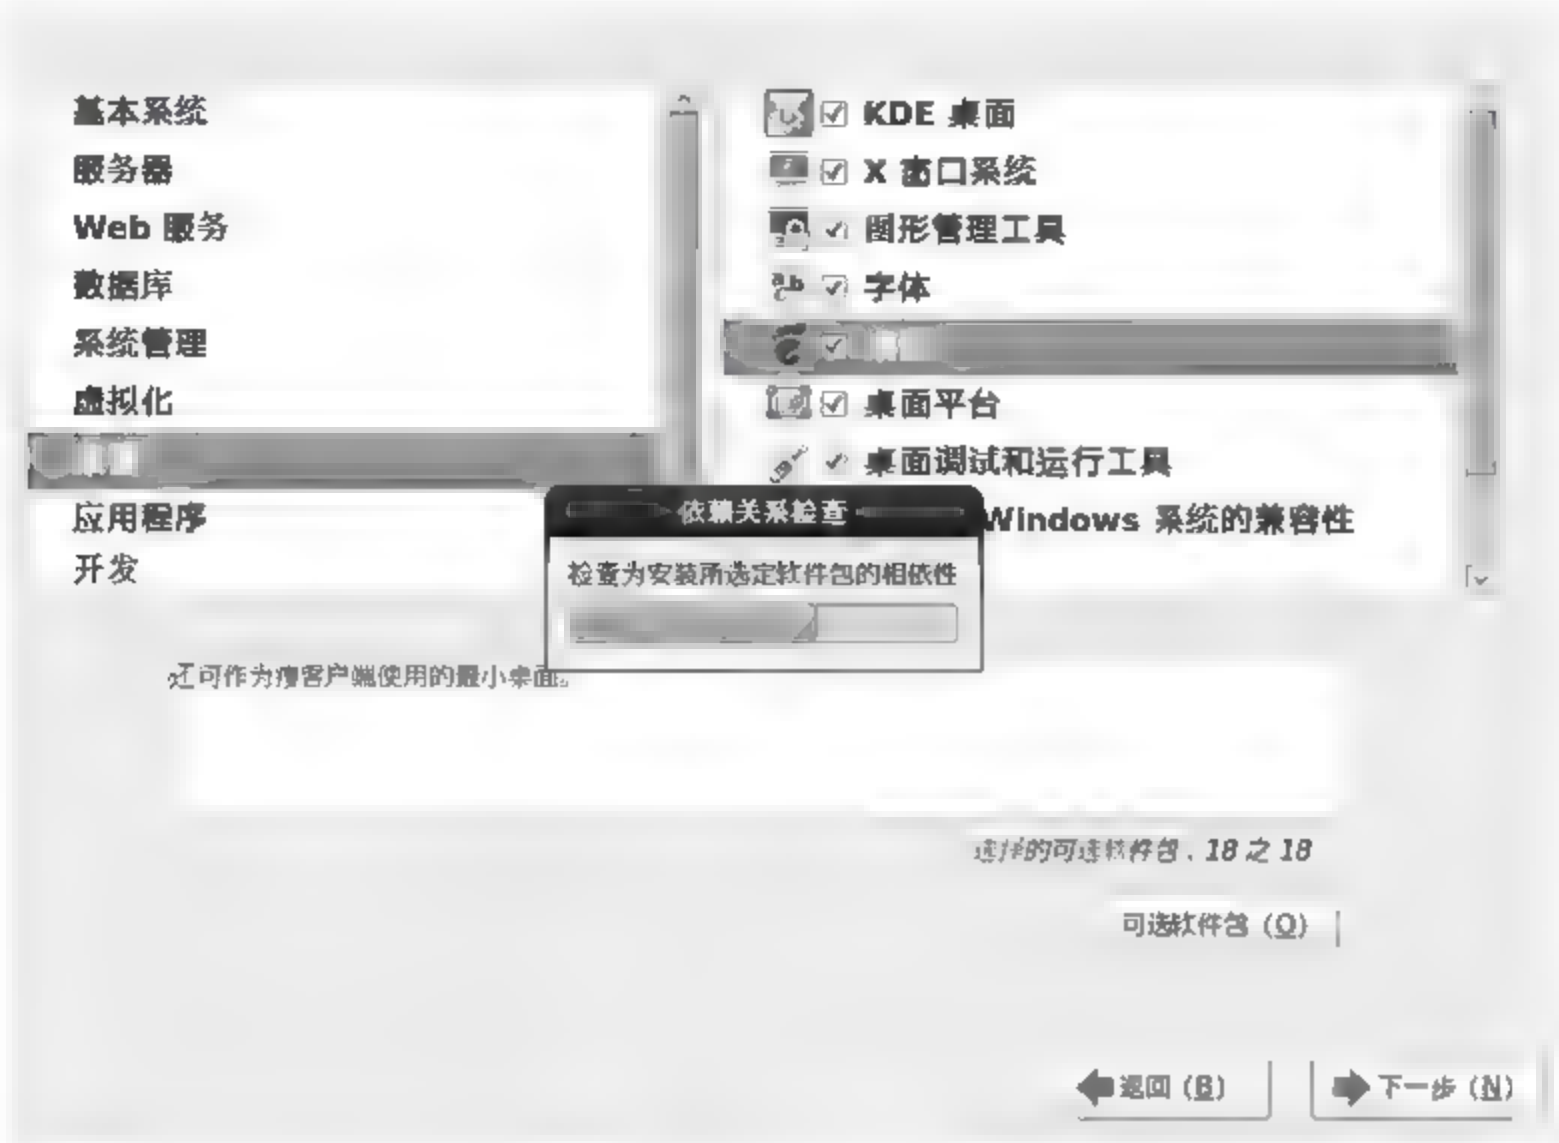 基本系统
服务器
Web 服务
数据库
系统管理
虚拟化
应用程序
开发
KDE 桌面
X 窗口系统
图形管理工具
字体
桌面平台
桌面调试和运行工具
Windows 系统的兼容性
依赖关系检查
检查为安装所选定软件包的相依性
还可作为瘦客户端使用的最小桌面。
选择的可选软件包，18 之 18
可选软件包 (O)
返回 (B)
下一步 (N)